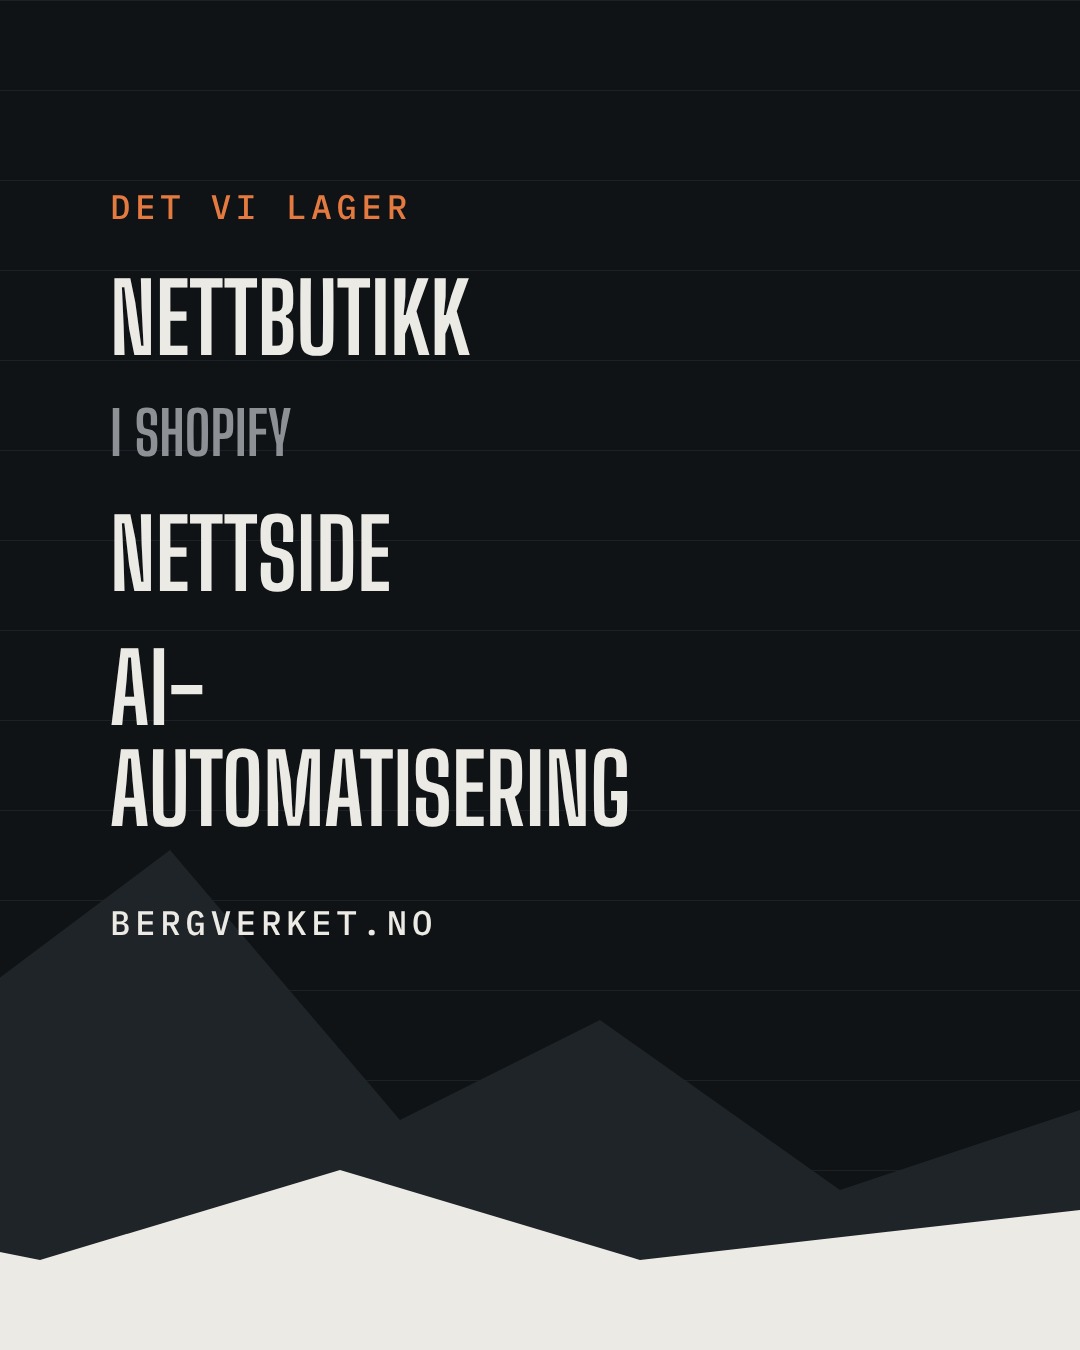 DET VI LAGER
NETTBUTIKK
I SHOPIFY
NETTSIDE
AI-
AUTOMATISERING
BERGVERKET.NO